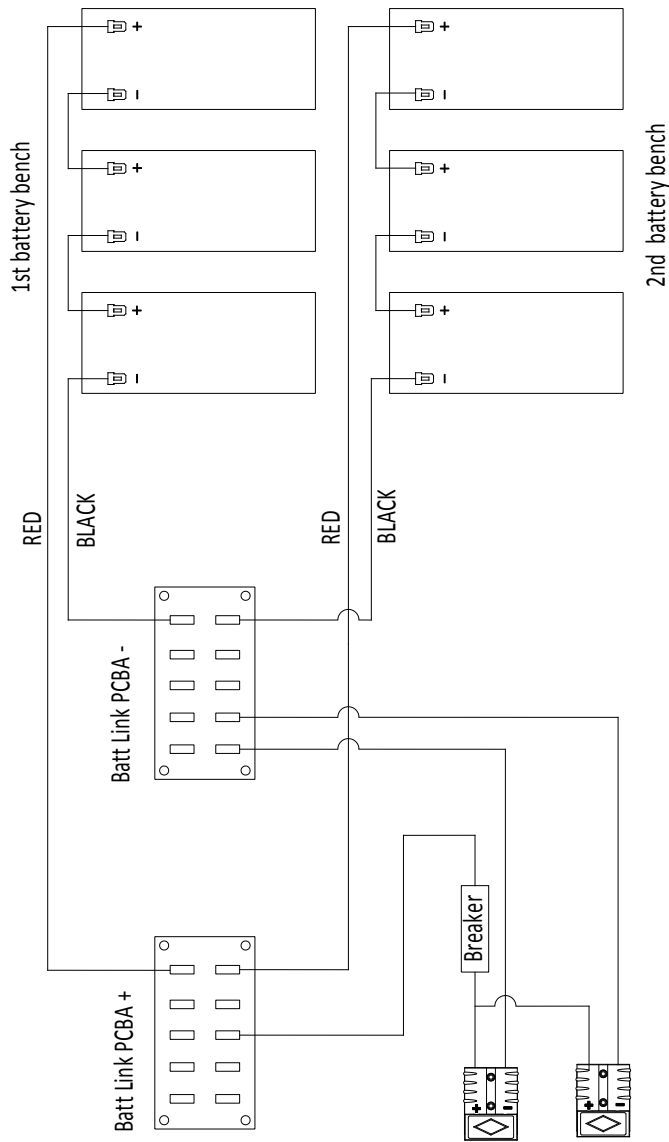 1st battery bench
+
−
+
−
+
−
2nd battery bench
+
−
+
−
+
−
RED
BLACK
RED
BLACK
Batt Link PCBA -
Batt Link PCBA +
Breaker
+
−
+
−